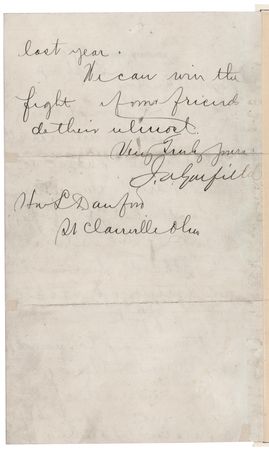 last year.
We can win the
fight if our friends
do their utmost.
Very Truly Yours
J. A. Garfield
Hon L Danford
St Clairsville Ohio